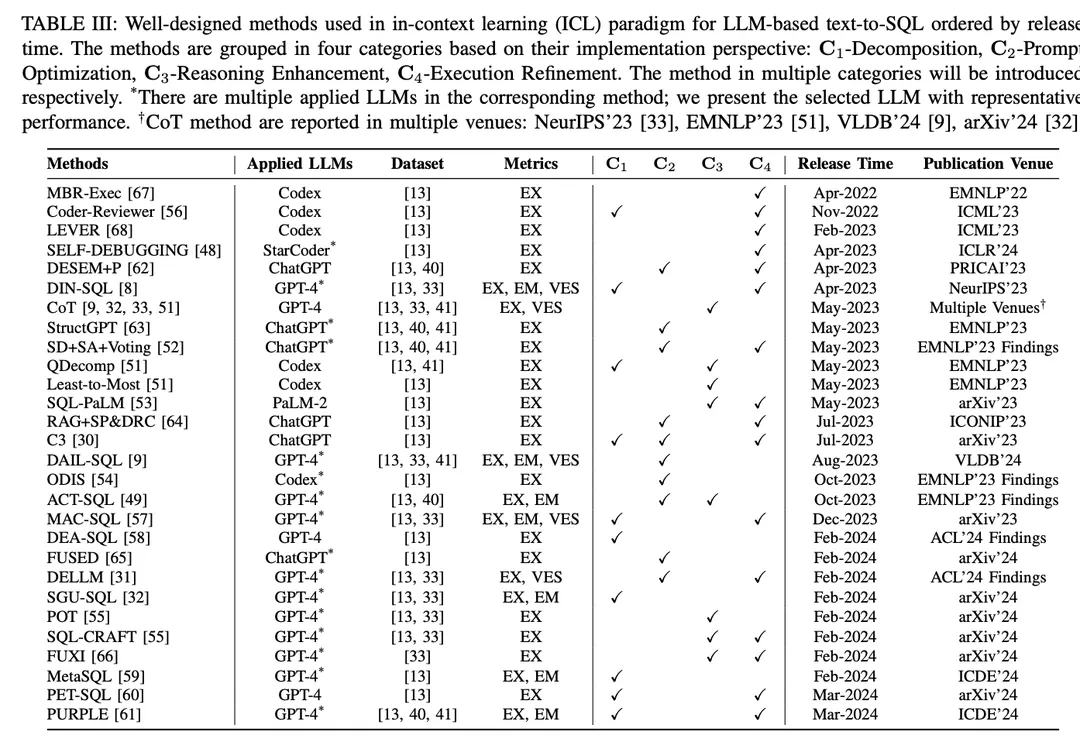 TABLE III: Well-designed methods used in in-context learning (ICL) paradigm for LLM-based text-to-SQL ordered by release
time. The methods are grouped in four categories based on their implementation perspective: C1-Decomposition, C2-Promp
Optimization, C3-Reasoning Enhancement, C4-Execution Refinement. The method in multiple categories will be introduced
respectively. *There are multiple applied LLMs in the corresponding method; we present the selected LLM with representative
performance. †CoT method are reported in multiple venues: NeurIPS’23 [33], EMNLP’23 [51], VLDB’24 [9], arXiv’24 [32]
Methods Applied LLMs Dataset Metrics C1 C2 C3 C4 Release Time Publication Venue
MBR-Exec [67] Codex [13] EX ✓ Apr-2022 EMNLP’22
Coder-Reviewer [56] Codex [13] EX ✓ ✓ Nov-2022 ICML’23
LEVER [68] Codex [13] EX ✓ Feb-2023 ICML’23
SELF-DEBUGGING [48] StarCoder* [13] EX ✓ Apr-2023 ICLR’24
DESEM+P [62] ChatGPT [13, 40] EX ✓ ✓ Apr-2023 PRICAI’23
DIN-SQL [8] GPT-4* [13, 33] EX, EM, VES ✓ ✓ Apr-2023 NeurIPS’23
CoT [9, 32, 33, 51] GPT-4 [13, 33, 41] EX, VES ✓ May-2023 Multiple Venues†
StructGPT [63] ChatGPT* [13, 40, 41] EX ✓ May-2023 EMNLP’23
SD+SA+Voting [52] ChatGPT* [13, 40, 41] EX ✓ ✓ May-2023 EMNLP’23 Findings
QDecomp [51] Codex [13, 41] EX ✓ ✓ May-2023 EMNLP’23
Least-to-Most [51] Codex [13] EX ✓ May-2023 EMNLP’23
SQL-PaLM [53] PaLM-2 [13] EX ✓ ✓ May-2023 arXiv’23
RAG+SP&DRC [64] ChatGPT [13] EX ✓ ✓ Jul-2023 ICONIP’23
C3 [30] ChatGPT [13] EX ✓ ✓ ✓ Jul-2023 arXiv’23
DAIL-SQL [9] GPT-4* [13, 33, 41] EX, EM, VES ✓ Aug-2023 VLDB’24
ODIS [54] Codex* [13] EX ✓ Oct-2023 EMNLP’23 Findings
ACT-SQL [49] GPT-4* [13, 40] EX, EM ✓ ✓ Oct-2023 EMNLP’23 Findings
MAC-SQL [57] GPT-4* [13, 33] EX, EM, VES ✓ ✓ Dec-2023 arXiv’23
DEA-SQL [58] GPT-4 [13] EX ✓ Feb-2024 ACL’24 Findings
FUSED [65] ChatGPT* [13] EX ✓ Feb-2024 arXiv’24
DELLM [31] GPT-4* [13, 33] EX, VES ✓ ✓ Feb-2024 ACL’24 Findings
SGU-SQL [32] GPT-4* [13, 33] EX, EM ✓ Feb-2024 arXiv’24
POT [55] GPT-4* [13, 33] EX ✓ Feb-2024 arXiv’24
SQL-CRAFT [55] GPT-4* [13, 33] EX ✓ ✓ Feb-2024 arXiv’24
FUXI [66] GPT-4* [33] EX ✓ ✓ Feb-2024 arXiv’24
MetaSQL [59] GPT-4* [13] EX, EM ✓ Feb-2024 ICDE’24
PET-SQL [60] GPT-4 [13] EX ✓ ✓ Mar-2024 arXiv’24
PURPLE [61] GPT-4* [13, 40, 41] EX, EM ✓ ✓ Mar-2024 ICDE’24